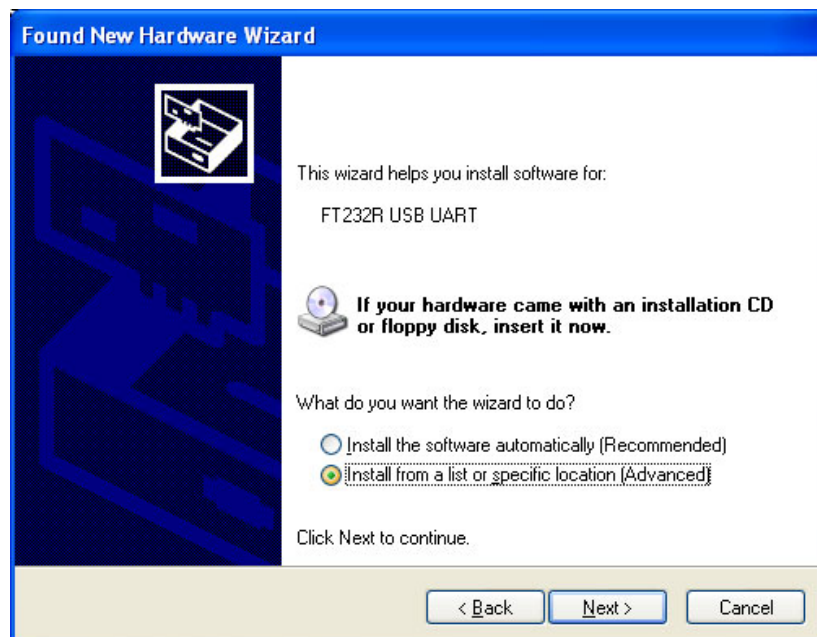 Found New Hardware Wizard
This wizard helps you install software for:
FT232R USB UART
If your hardware came with an installation CD
or floppy disk, insert it now.
What do you want the wizard to do?
Install the software automatically (Recommended)
Install from a list or specific location (Advanced)
Click Next to continue.
< Back
Next >
Cancel